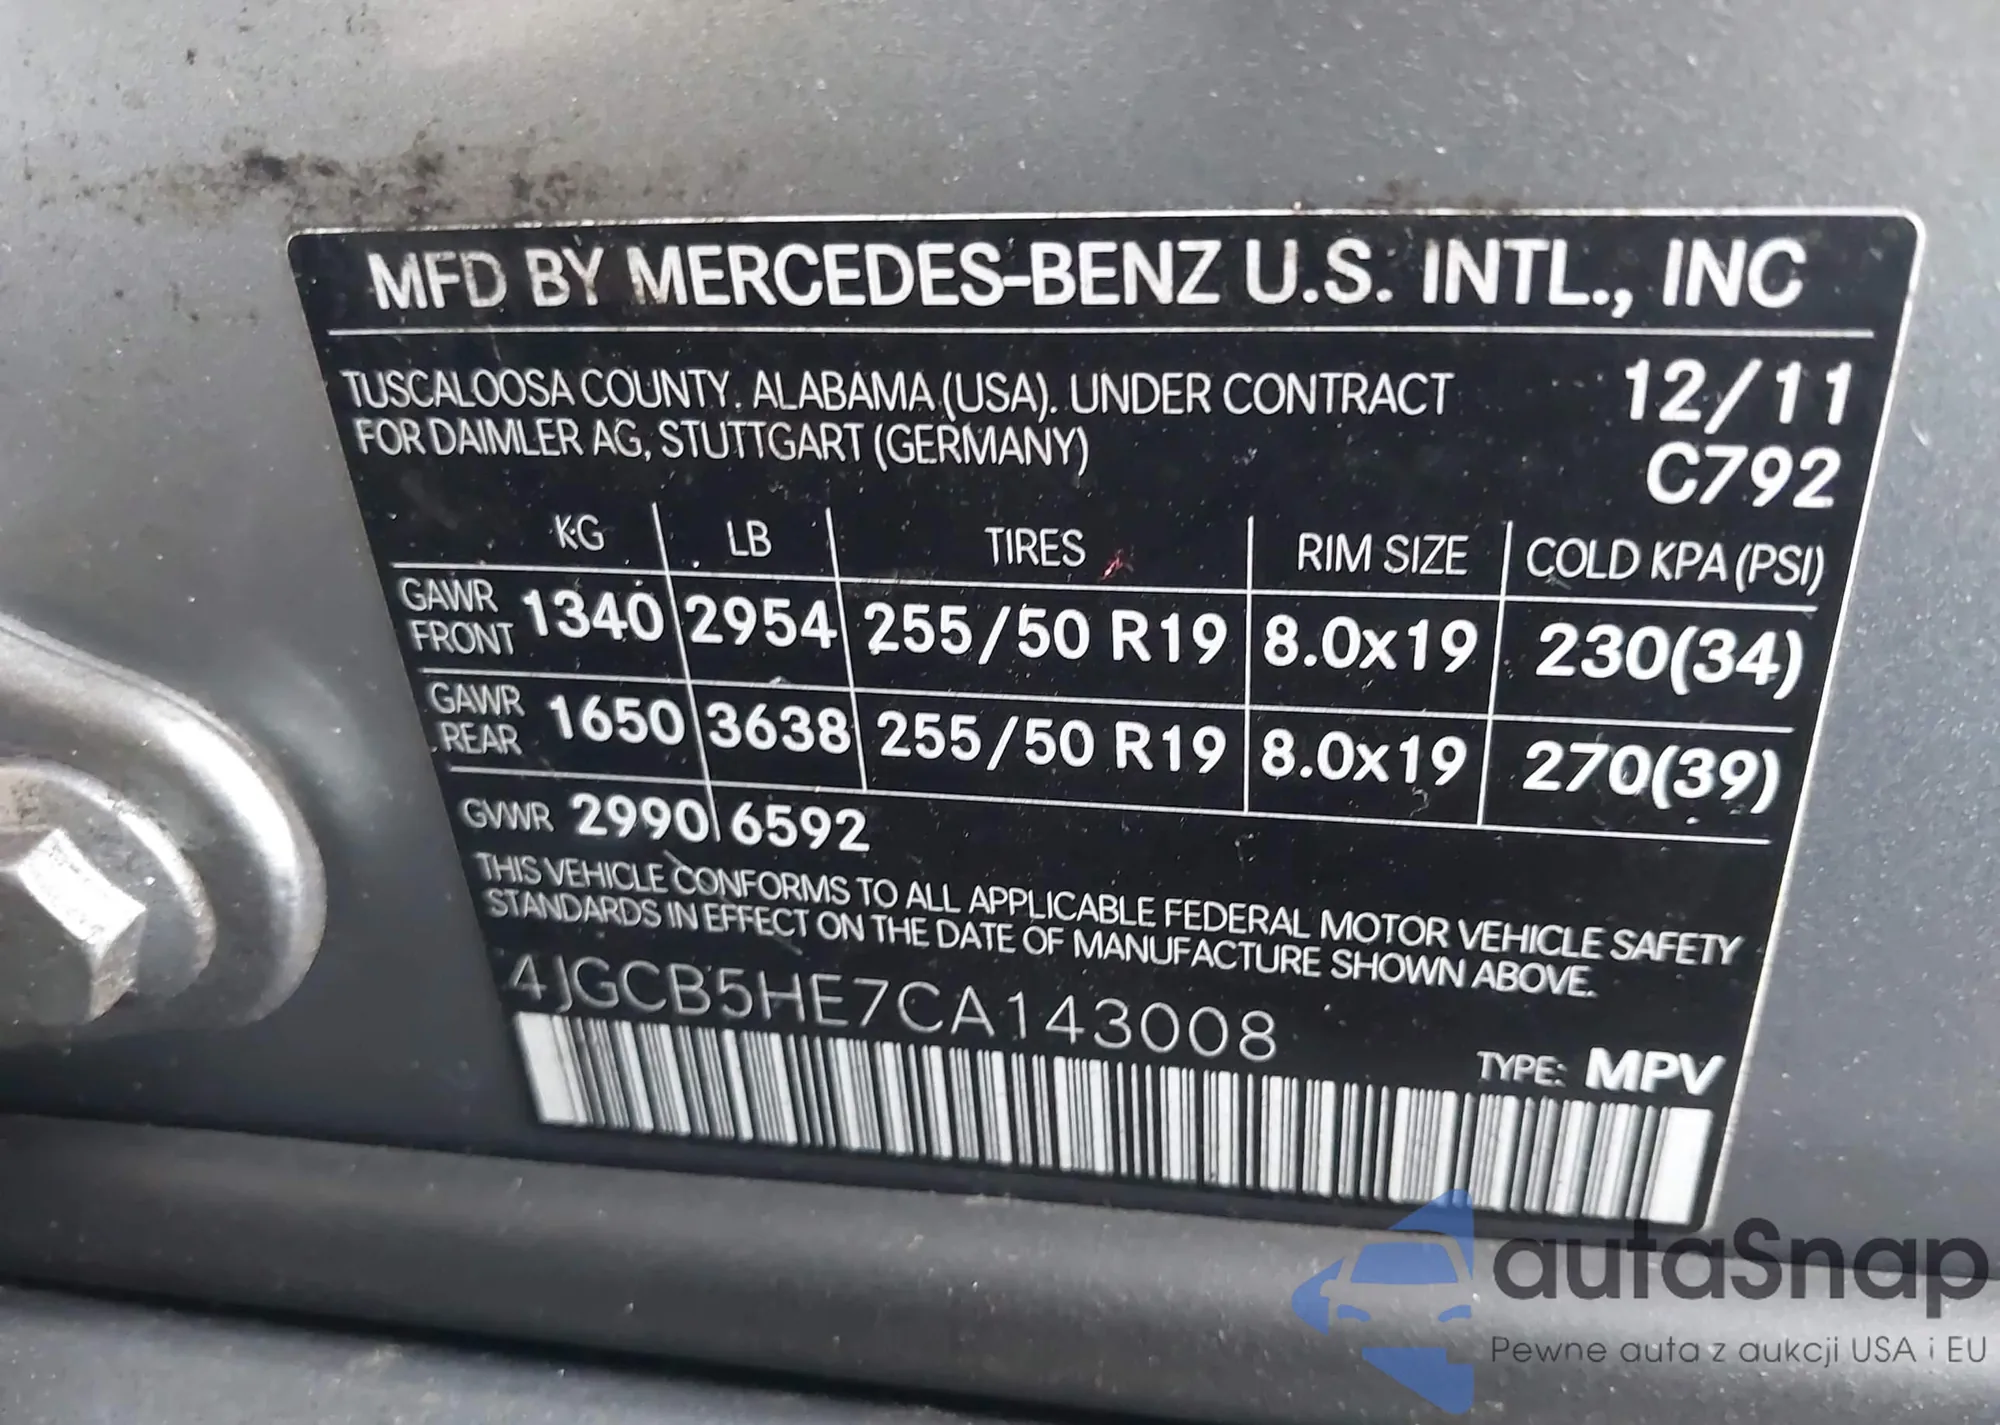 MFD BY MERCEDES-BENZ U.S. INTL., INC
TUSCALOOSA COUNTY, ALABAMA (USA). UNDER CONTRACT 12/11
FOR DAIMLER AG, STUTTGART (GERMANY) C792
KG LB TIRES RIM SIZE COLD KPA (PSI)
GAWR FRONT 1340 2954 255/50 R19 8.0x19 230(34)
GAWR REAR 1650 3638 255/50 R19 8.0x19 270(39)
GVWR 2990 6592
THIS VEHICLE CONFORMS TO ALL APPLICABLE FEDERAL MOTOR VEHICLE SAFETY
STANDARDS IN EFFECT ON THE DATE OF MANUFACTURE SHOWN ABOVE.
4JGCB5HE7CA143008
TYPE: MPV
autaSnap
Pewne auta z aukcji USA i EU